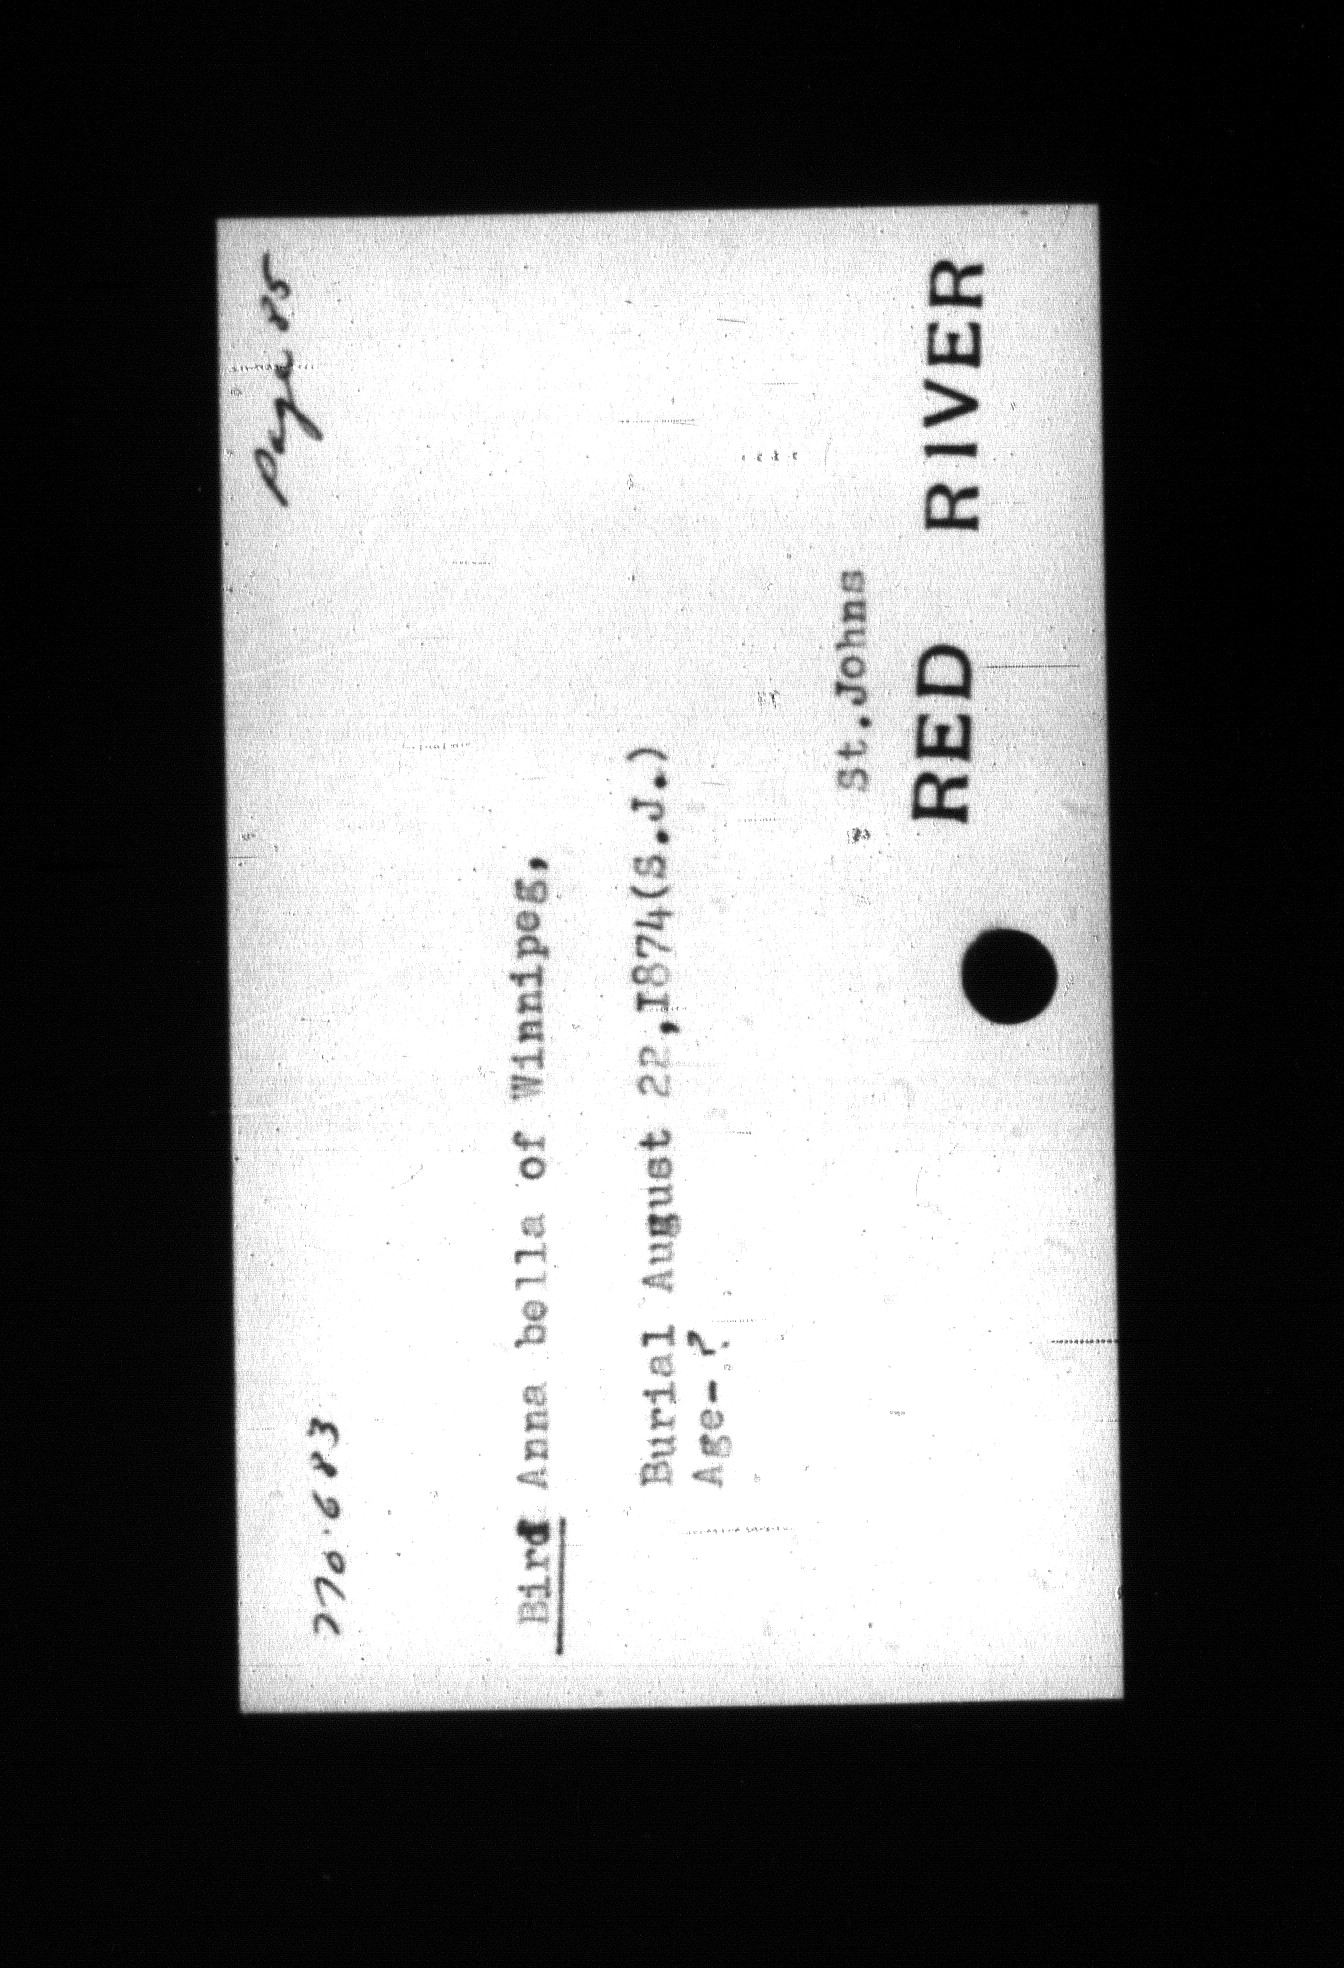 Page 85
770.683
Bird Anna bella of Winnipeg,
Burial August 22,I874(S.J.)
Age-?
St.Johns
RED RIVER